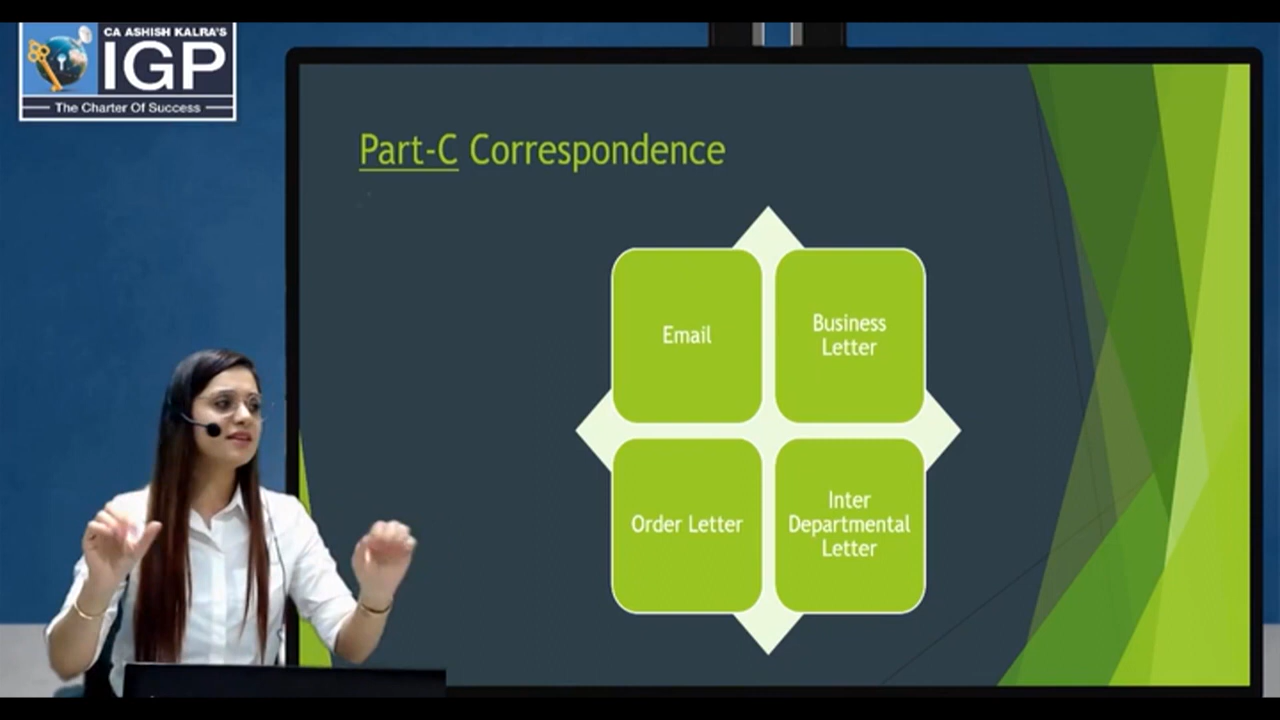 CA ASHISH KALRA'S
IGP
The Charter Of Success
Part-C Correspondence
Email
Business
Letter
Order Letter
Inter
Departmental
Letter